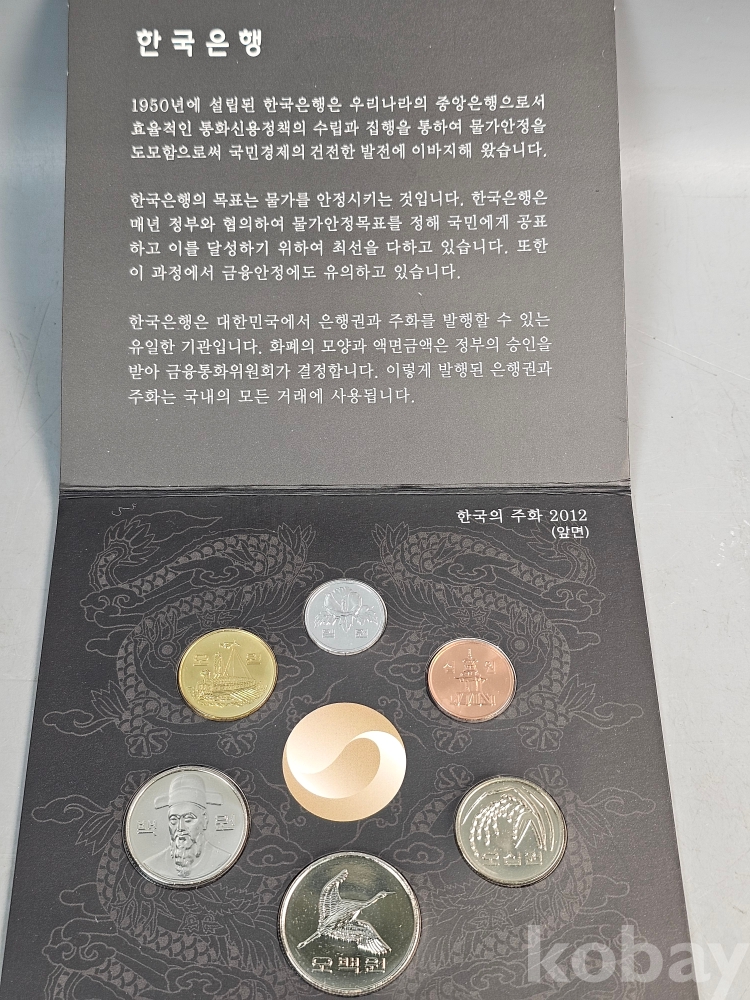 한국은행
1950년에 설립된 한국은행은 우리나라의 중앙은행으로서
효율적인 통화신용정책의 수립과 집행을 통하여 물가안정을
도모함으로써 국민경제의 건전한 발전에 이바지해 왔습니다.
한국은행의 목표는 물가를 안정시키는 것입니다. 한국은행은
매년 정부와 협의하여 물가안정목표를 정해 국민에게 공표
하고 이를 달성하기 위하여 최선을 다하고 있습니다. 또한
이 과정에서 금융안정에도 유의하고 있습니다.
한국은행은 대한민국에서 은행권과 주화를 발행할 수 있는
유일한 기관입니다. 화폐의 모양과 액면금액은 정부의 승인을
받아 금융통화위원회가 결정합니다. 이렇게 발행된 은행권과
주화는 국내의 모든 거래에 사용됩니다.
한국의 주화 2012
(앞면)
일 원
오 원
십 원
백 원
오십원
오백원
kobay